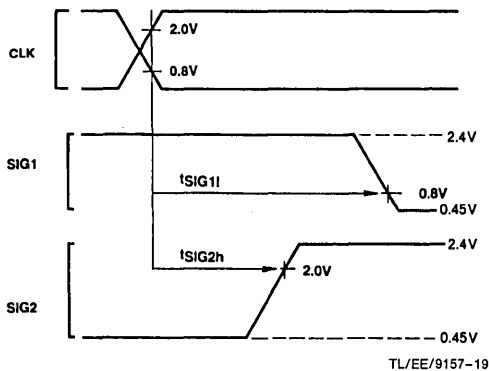 CLK
2.0V
0.8V
SIG1
2.4V
tSIG1l
0.8V
0.45V
SIG2
2.4V
tSIG2h
2.0V
0.45V
TL/EE/9157-19